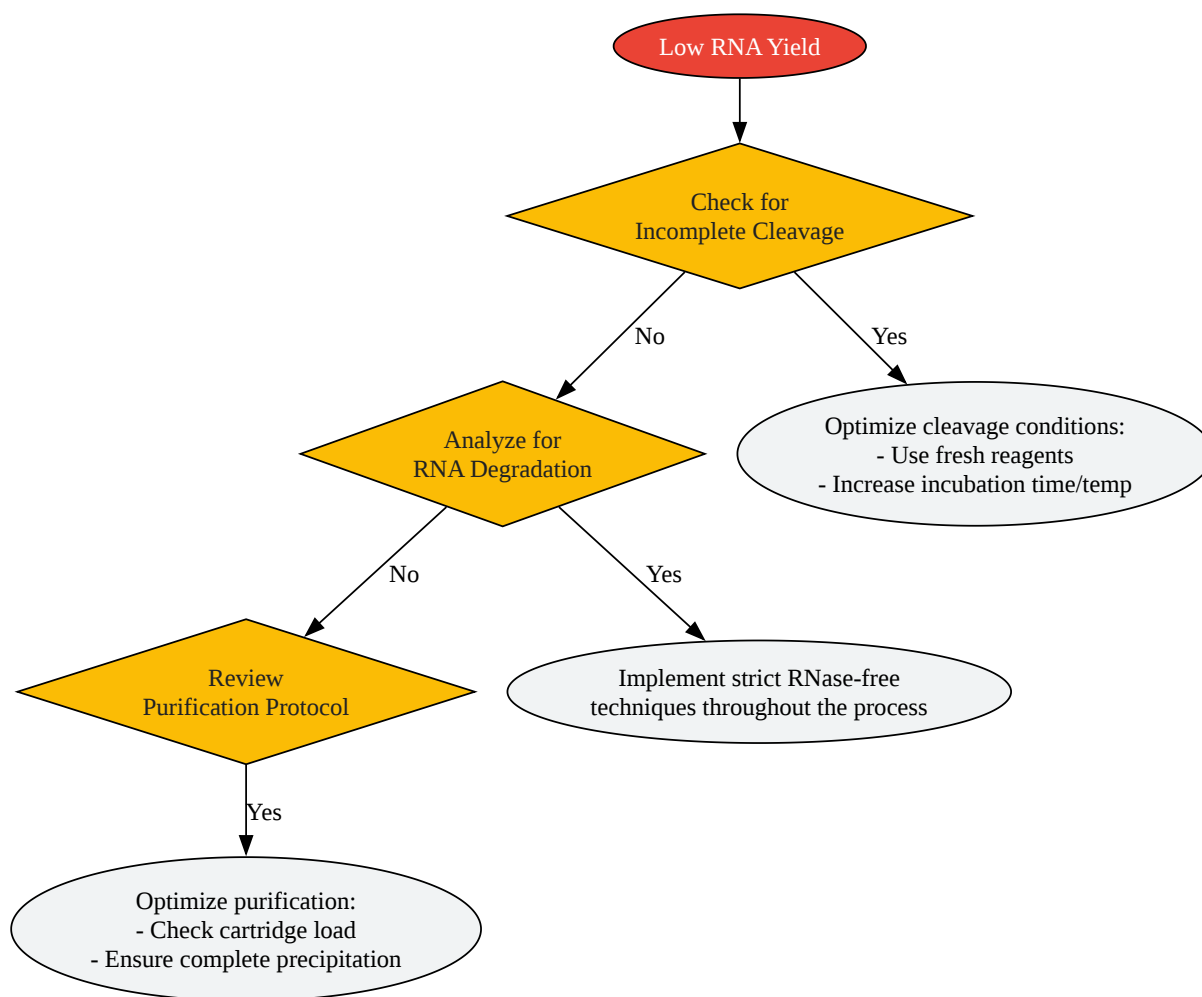 Low RNA Yield
Check for
Incomplete Cleavage
No
Yes
Analyze for
RNA Degradation
Optimize cleavage conditions:
- Use fresh reagents
- Increase incubation time/temp
No
Yes
Review
Purification Protocol
Implement strict RNase-free
techniques throughout the process
Yes
Optimize purification:
- Check cartridge load
- Ensure complete precipitation